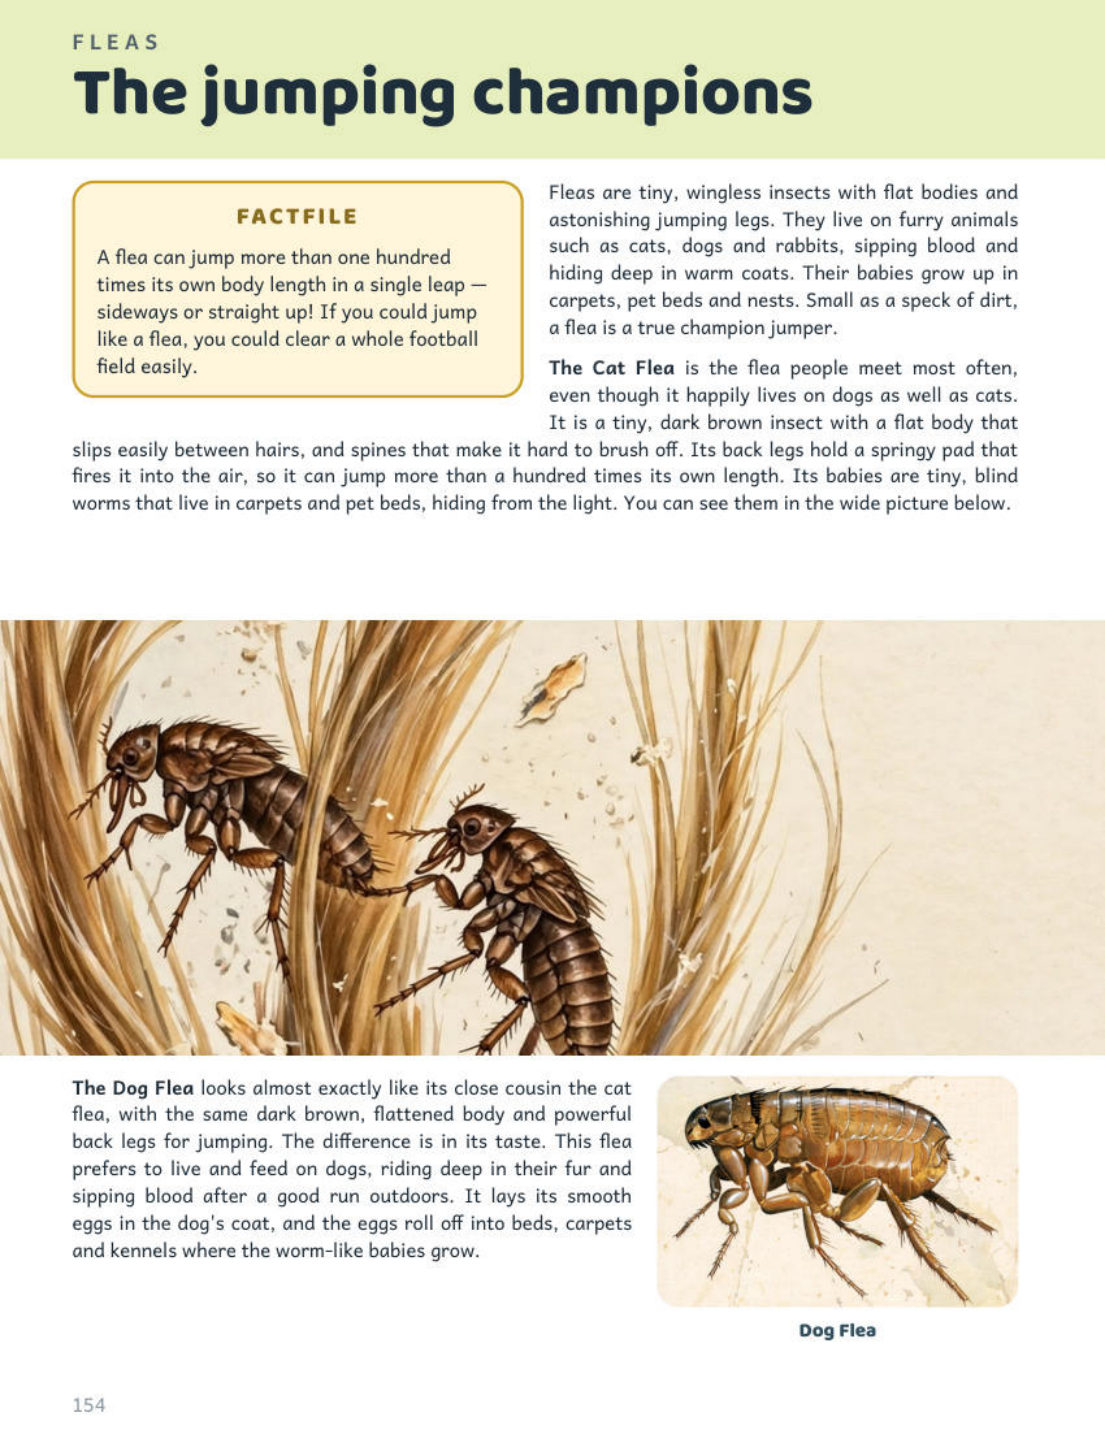 FLEAS
The jumping champions
FACTFILE
A flea can jump more than one hundred
times its own body length in a single leap —
sideways or straight up! If you could jump
like a flea, you could clear a whole football
field easily.
Fleas are tiny, wingless insects with flat bodies and
astonishing jumping legs. They live on furry animals
such as cats, dogs and rabbits, sipping blood and
hiding deep in warm coats. Their babies grow up in
carpets, pet beds and nests. Small as a speck of dirt,
a flea is a true champion jumper.
The Cat Flea is the flea people meet most often,
even though it happily lives on dogs as well as cats.
It is a tiny, dark brown insect with a flat body that
slips easily between hairs, and spines that make it hard to brush off. Its back legs hold a springy pad that
fires it into the air, so it can jump more than a hundred times its own length. Its babies are tiny, blind
worms that live in carpets and pet beds, hiding from the light. You can see them in the wide picture below.
The Dog Flea looks almost exactly like its close cousin the cat
flea, with the same dark brown, flattened body and powerful
back legs for jumping. The difference is in its taste. This flea
prefers to live and feed on dogs, riding deep in their fur and
sipping blood after a good run outdoors. It lays its smooth
eggs in the dog's coat, and the eggs roll off into beds, carpets
and kennels where the worm-like babies grow.
Dog Flea
154